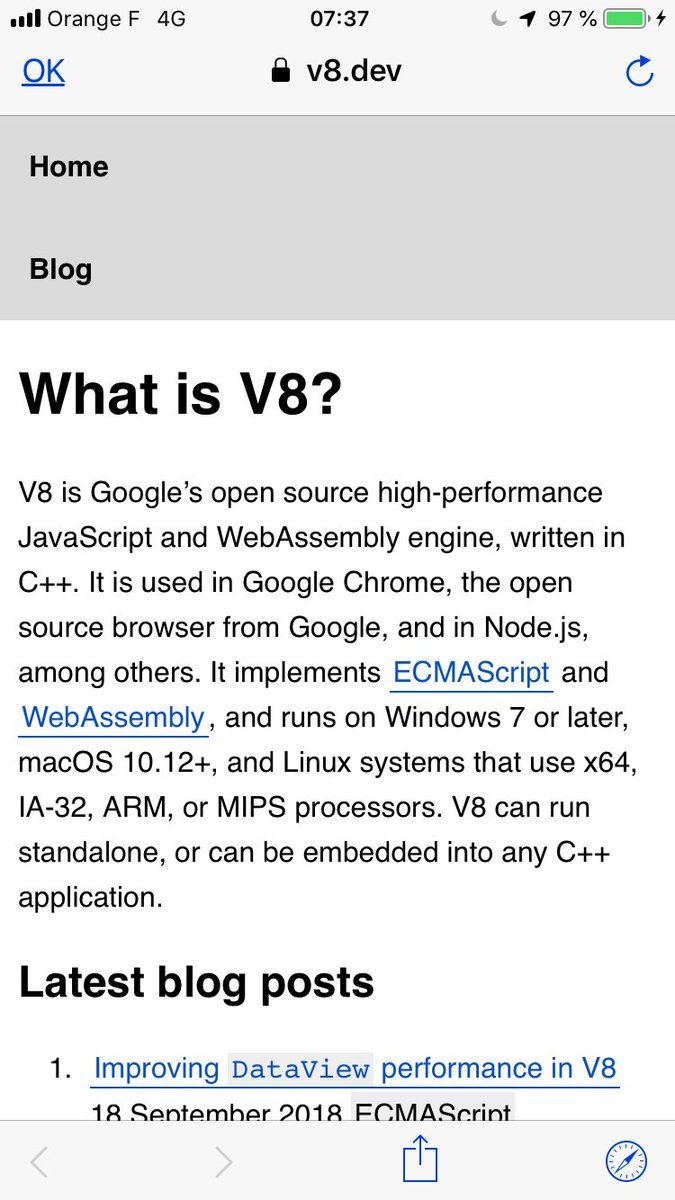 Orange F 4G 07:37 97 %
OK v8.dev
Home
Blog
What is V8?
V8 is Google’s open source high-performance
JavaScript and WebAssembly engine, written in
C++. It is used in Google Chrome, the open
source browser from Google, and in Node.js,
among others. It implements ECMAScript and
WebAssembly, and runs on Windows 7 or later,
macOS 10.12+, and Linux systems that use x64,
IA-32, ARM, or MIPS processors. V8 can run
standalone, or can be embedded into any C++
application.
Latest blog posts
1. Improving DataView performance in V8
18 September 2018 ECMAScript